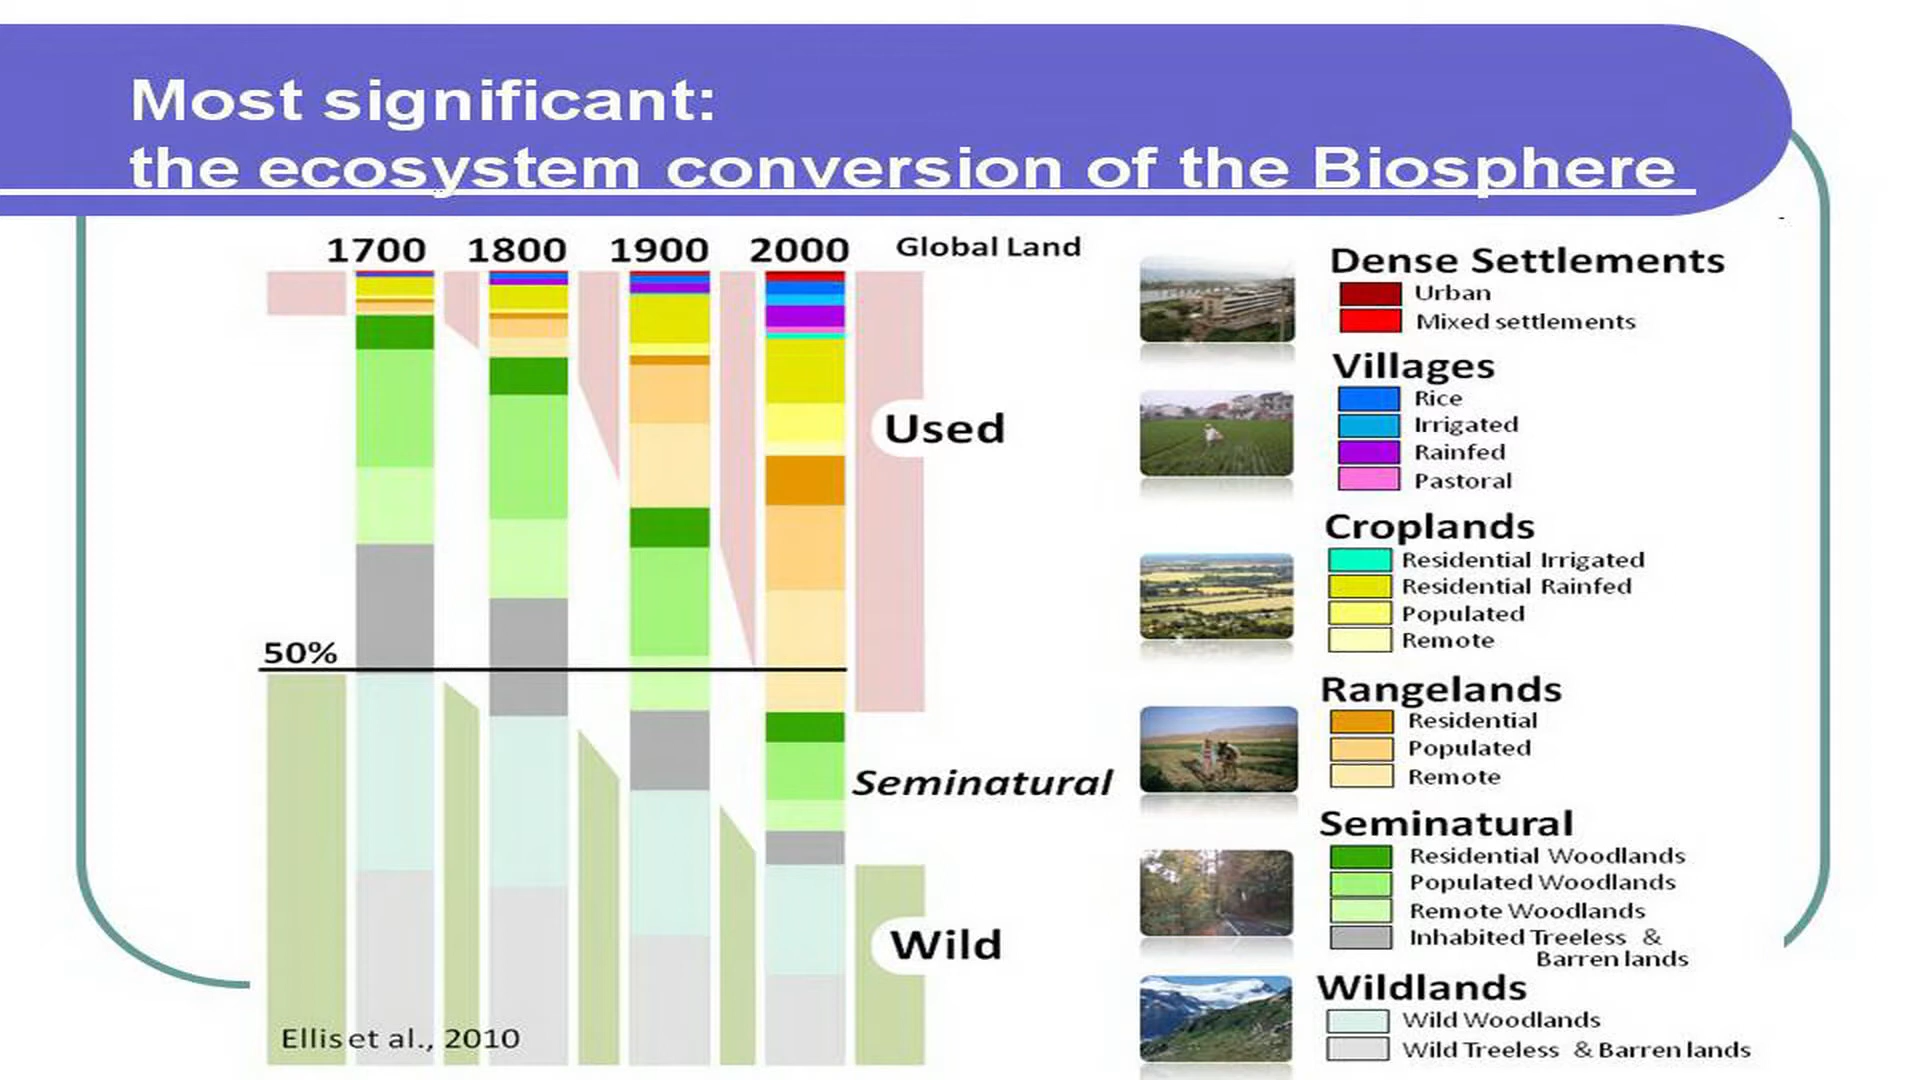 Most significant:
the ecosystem conversion of the Biosphere
1700 1800 1900 2000 Global Land
50%
Used
Seminatural
Wild
Ellis et al., 2010
Dense Settlements
Urban
Mixed settlements
Villages
Rice
Irrigated
Rainfed
Pastoral
Croplands
Residential Irrigated
Residential Rainfed
Populated
Remote
Rangelands
Residential
Populated
Remote
Seminatural
Residential Woodlands
Populated Woodlands
Remote Woodlands
Inhabited Treeless &
Barren lands
Wildlands
Wild Woodlands
Wild Treeless & Barren lands